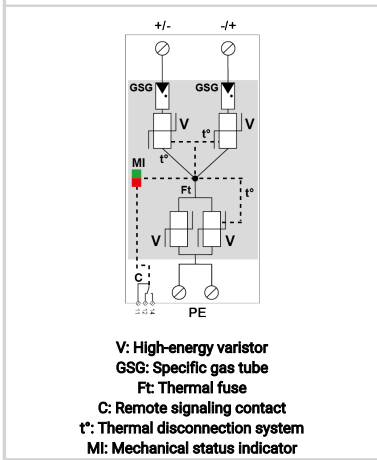 +/- -/+
GSG GSG
V V
t°
t°
MI
Ft t°
V V
C
PE
V: High-energy varistor
GSG: Specific gas tube
Ft: Thermal fuse
C: Remote signaling contact
t°: Thermal disconnection system
MI: Mechanical status indicator